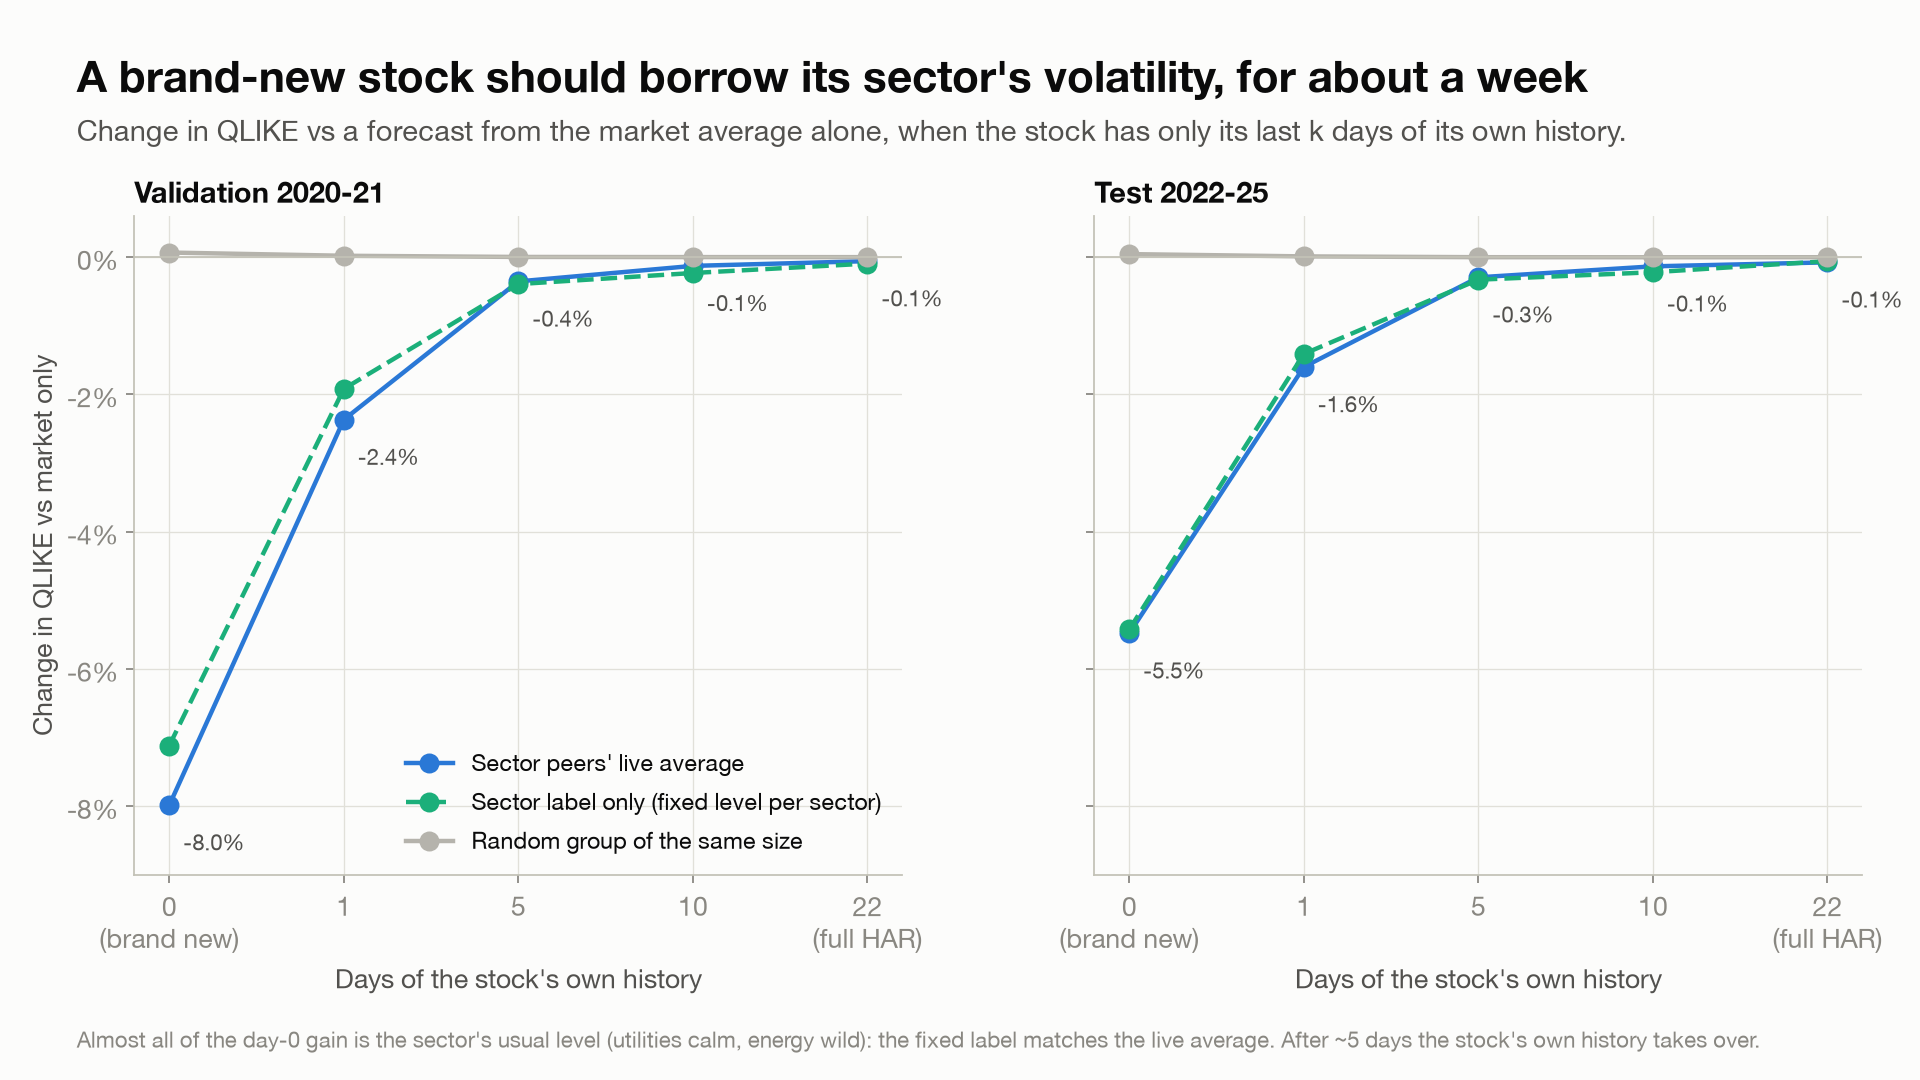 A brand-new stock should borrow its sector's volatility, for about a week
Change in QLIKE vs a forecast from the market average alone, when the stock has only its last k days of its own history.
Validation 2020-21
Change in QLIKE vs market only
0%
-2%
-4%
-6%
-8%
-8.0%
-2.4%
-0.4%
-0.1%
-0.1%
Sector peers' live average
Sector label only (fixed level per sector)
Random group of the same size
0
(brand new)
1
5
10
22
(full HAR)
Days of the stock's own history
Test 2022-25
-5.5%
-1.6%
-0.3%
-0.1%
-0.1%
0
(brand new)
1
5
10
22
(full HAR)
Days of the stock's own history
Almost all of the day-0 gain is the sector's usual level (utilities calm, energy wild): the fixed label matches the live average. After ~5 days the stock's own history takes over.